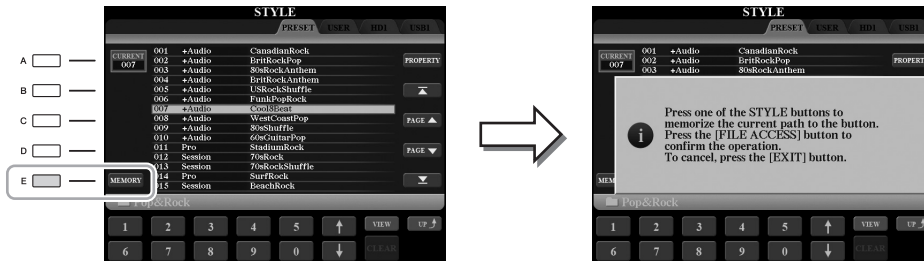 STYLE
PRESET USER HD1 USB1
A
B
C
D
E
CURRENT
007
001 +Audio CanadianRock
002 +Audio BritRockPop
003 +Audio 80sRockAnthem
004 +Audio BritRockAnthem
005 +Audio USRockShuffle
006 +Audio FunkPopRock
007 +Audio Cool8Beat
008 +Audio WestCoastPop
009 +Audio 80sShuffle
010 +Audio 60sGuitarPop
011 Pro StadiumRock
012 Session 70sRock
013 Session 70sRockShuffle
014 Pro SurfRock
015 Session BeachRock
PROPERTY
PAGE
PAGE
MEMORY
Pop&Rock
1 2 3 4 5 VIEW UP
6 7 8 9 0 CLEAR
STYLE
PRESET USER HD1 USB1
CURRENT
007
001 +Audio CanadianRock
002 +Audio BritRockPop
003 +Audio 80sRockAnthem
PROPERT
Press one of the STYLE buttons to
memorize the current path to the button.
Press the [FILE ACCESS] button to
confirm the operation.
To cancel, press the [EXIT] button.
MEM
Pop&Rock
1 2 3 4 5 VIEW UP
6 7 8 9 0 CLEAR